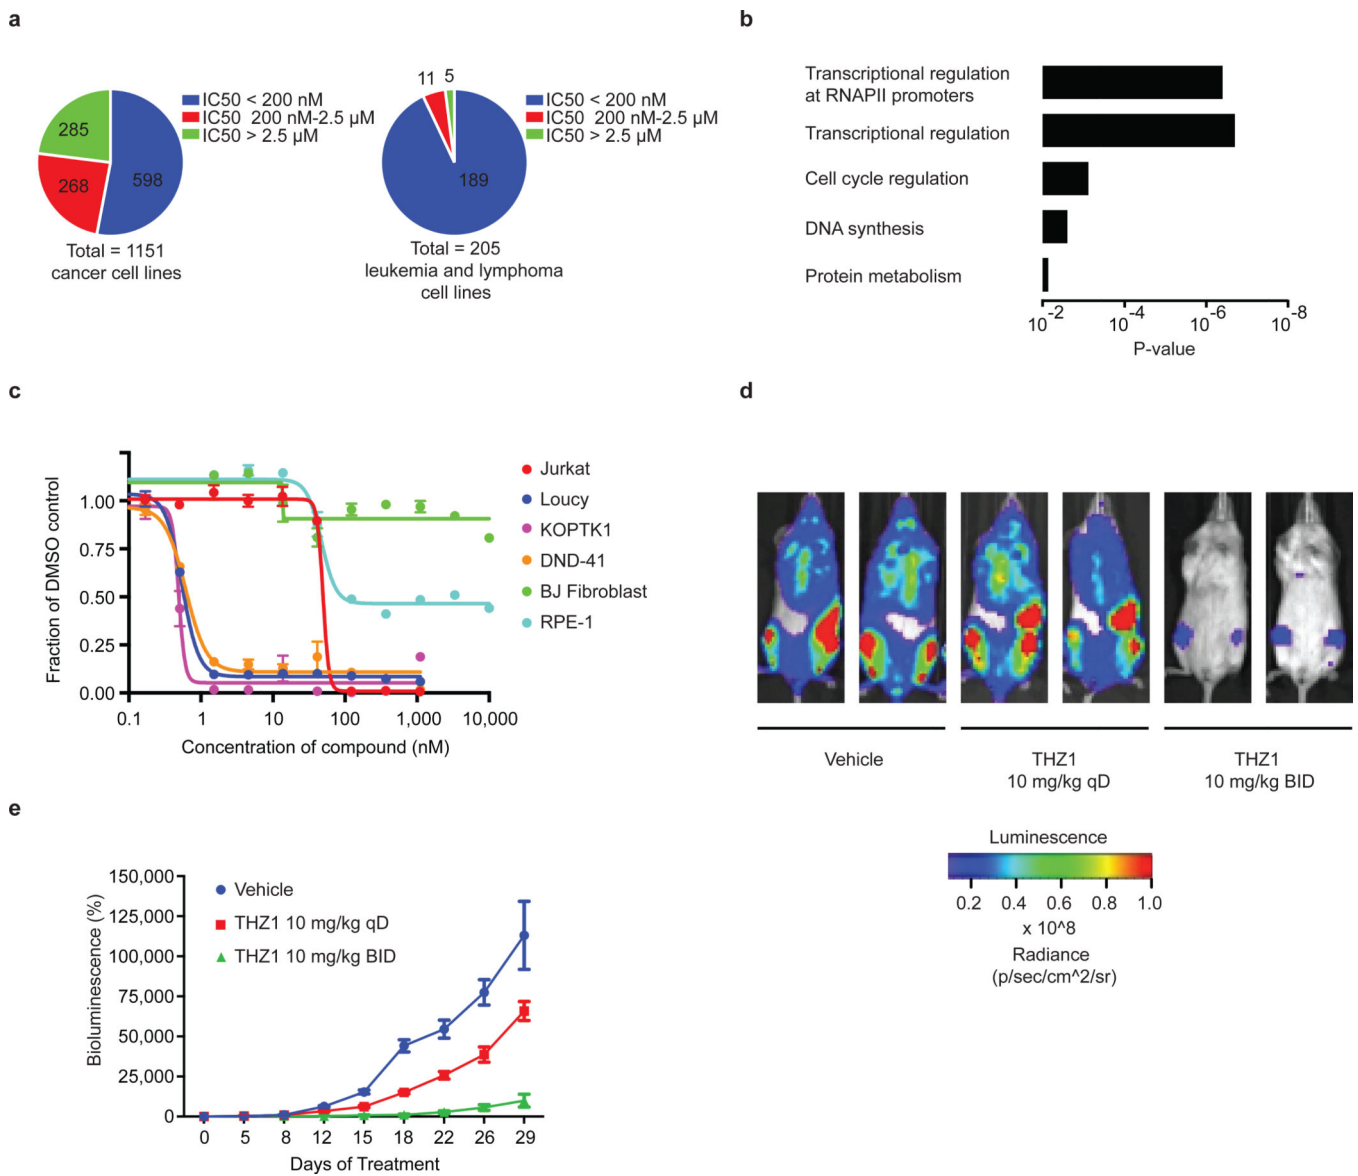 a
11 5
285
268
598
IC50 < 200 nM
IC50 200 nM-2.5 µM
IC50 > 2.5 µM
Total = 1151
cancer cell lines
189
IC50 < 200 nM
IC50 200 nM-2.5 µM
IC50 > 2.5 µM
Total = 205
leukemia and lymphoma
cell lines
b
Transcriptional regulation
at RNAPII promoters
Transcriptional regulation
Cell cycle regulation
DNA synthesis
Protein metabolism
10-2 10-4 10-6 10-8
P-value
c
Fraction of DMSO control
1.00
0.75
0.50
0.25
0.00
0.1 1 10 100 1,000 10,000
Concentration of compound (nM)
Jurkat
Loucy
KOPTK1
DND-41
BJ Fibroblast
RPE-1
d
Vehicle
THZ1
10 mg/kg qD
THZ1
10 mg/kg BID
Luminescence
0.2 0.4 0.6 0.8 1.0
x 10^8
Radiance
(p/sec/cm^2/sr)
e
Bioluminescence (%)
150,000
125,000
100,000
75,000
50,000
25,000
0
Vehicle
THZ1 10 mg/kg qD
THZ1 10 mg/kg BID
0 5 8 12 15 18 22 26 29
Days of Treatment